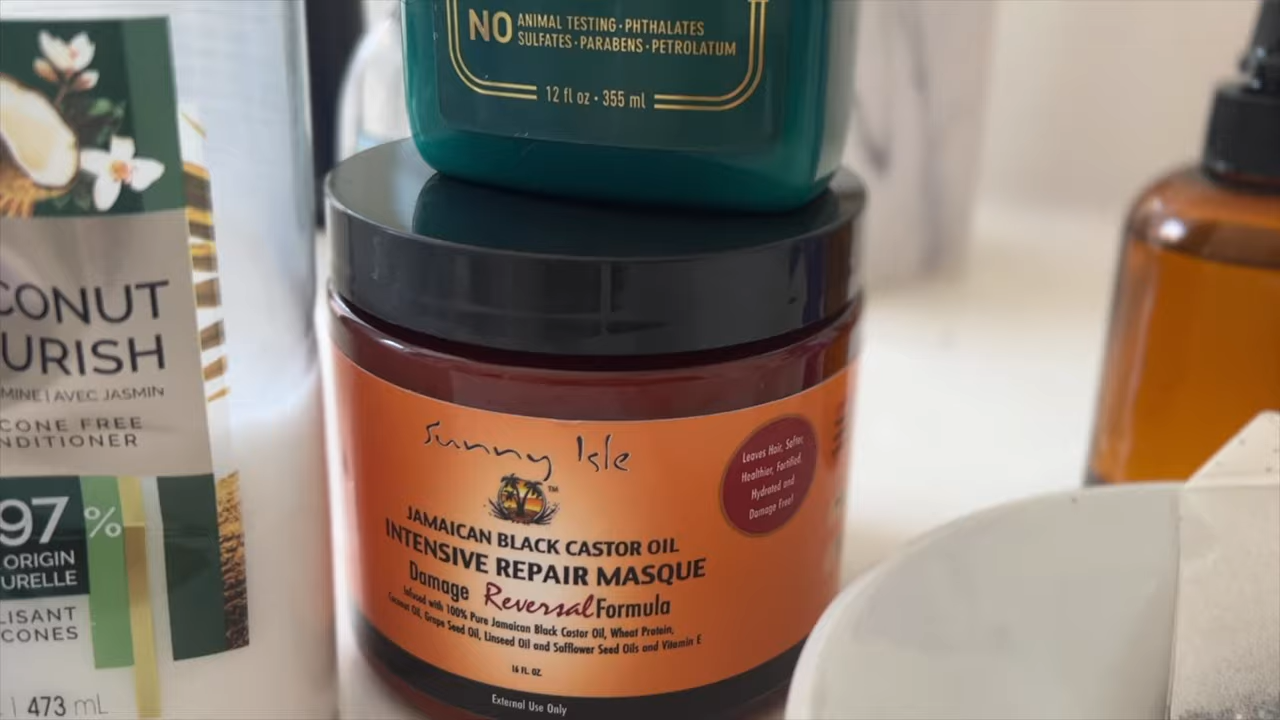 NO ANIMAL TESTING · PHTHALATES
SULFATES · PARABENS · PETROLATUM
12 fl oz · 355 ml
CONUT
URISH
MINE | AVEC JASMIN
CONE FREE
NDITIONER
97 %
ORIGIN
URELLE
LISANT
CONES
473 mL
Sunny Isle
TM
JAMAICAN BLACK CASTOR OIL
INTENSIVE REPAIR MASQUE
Damage Reversal Formula
Infused with 100% Pure Jamaican Black Castor Oil, Wheat Protein,
Coconut Oil, Grape Seed Oil, Linseed Oil and Safflower Seed Oils and Vitamin E
16 FL. OZ.
External Use Only
Leaves Hair, Softer,
Healthier, Fortified,
Hydrated and
Damage Free!